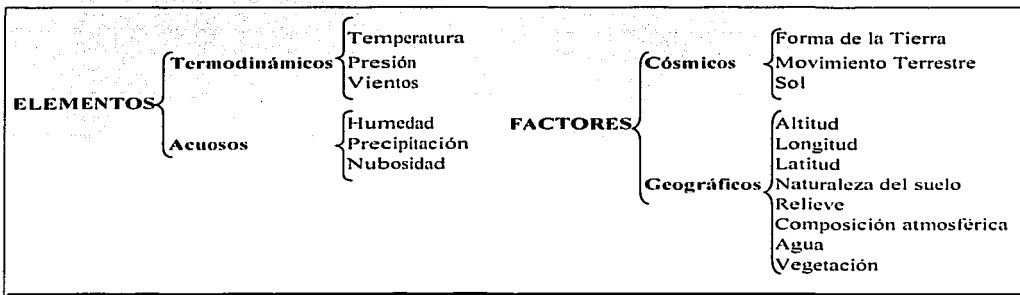 ELEMENTOS
Termodinámicos
Temperatura
Presión
Vientos
Acuosos
Humedad
Precipitación
Nubosidad
FACTORES
Cósmicos
Forma de la Tierra
Movimiento Terrestre
Sol
Geográficos
Altitud
Longitud
Latitud
Naturaleza del suelo
Relieve
Composición atmosférica
Agua
Vegetación